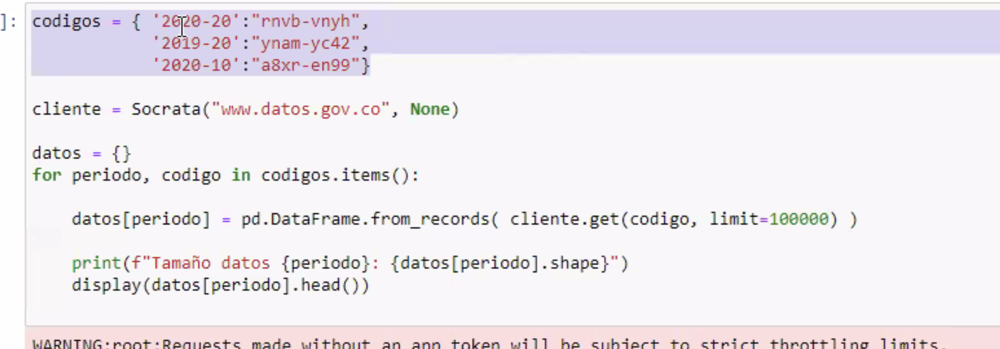 ]: codigos = { '2020-20':"rnvb-vnyh",
'2019-20':"ynam-yc42",
'2020-10':"a8xr-en99"}
cliente = Socrata("www.datos.gov.co", None)
datos = {}
for periodo, codigo in codigos.items():
datos[periodo] = pd.DataFrame.from_records( cliente.get(codigo, limit=100000) )
print(f"Tamaño datos {periodo}: {datos[periodo].shape}")
display(datos[periodo].head())
WARNING:root:Requests made without an app token will be subject to strict throttling limits.